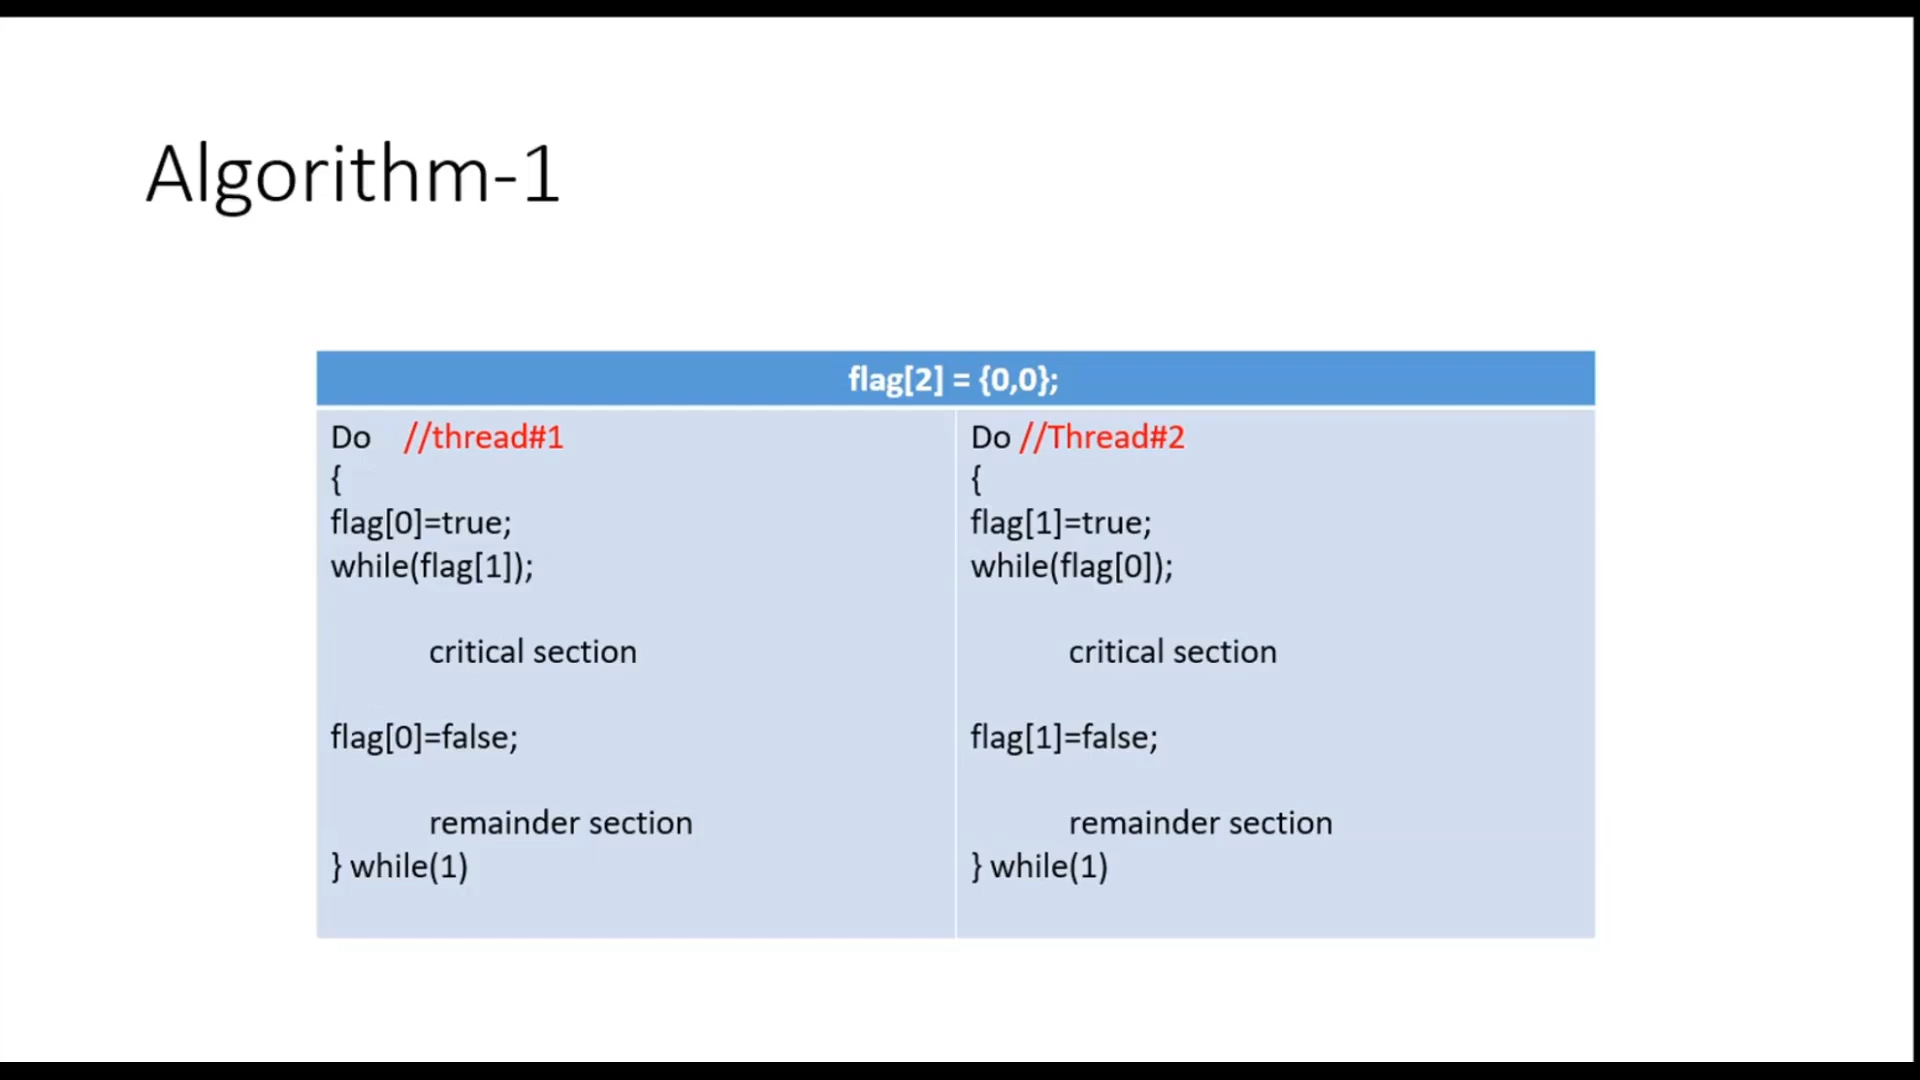 Algorithm-1
flag[2] = {0,0};
Do //thread#1
{
flag[0]=true;
while(flag[1]);
critical section
flag[0]=false;
remainder section
} while(1)
Do //Thread#2
{
flag[1]=true;
while(flag[0]);
critical section
flag[1]=false;
remainder section
} while(1)